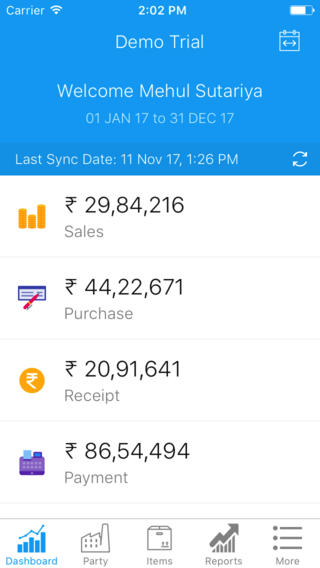 Carrier 2:02 PM
Demo Trial
Welcome Mehul Sutariya
01 JAN 17 to 31 DEC 17
Last Sync Date: 11 Nov 17, 1:26 PM
₹ 29,84,216
Sales
₹ 44,22,671
Purchase
₹ 20,91,641
Receipt
₹ 86,54,494
Payment
Dashboard Party Items Reports More